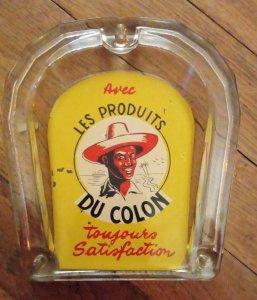 Avec
LES PRODUITS
DU COLON
toujours
Satisfaction